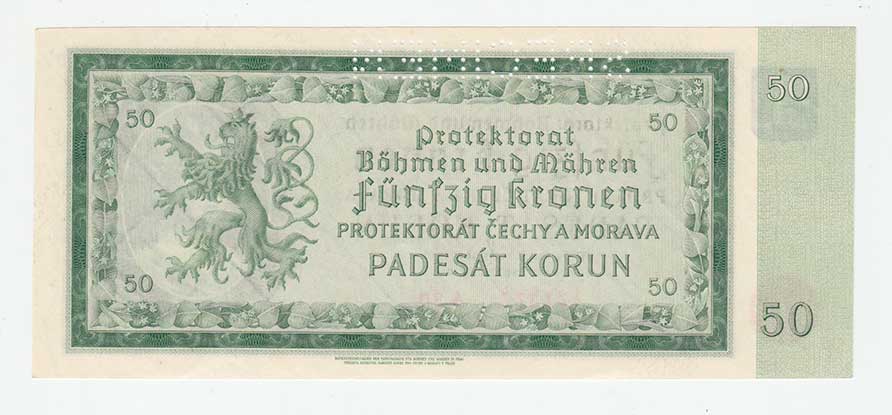 50
50
50
Protektorat
Böhmen und Mähren
Fünfzig Kronen
PROTEKTORÁT ČECHY A MORAVA
PADESÁT KORUN
50
50
50